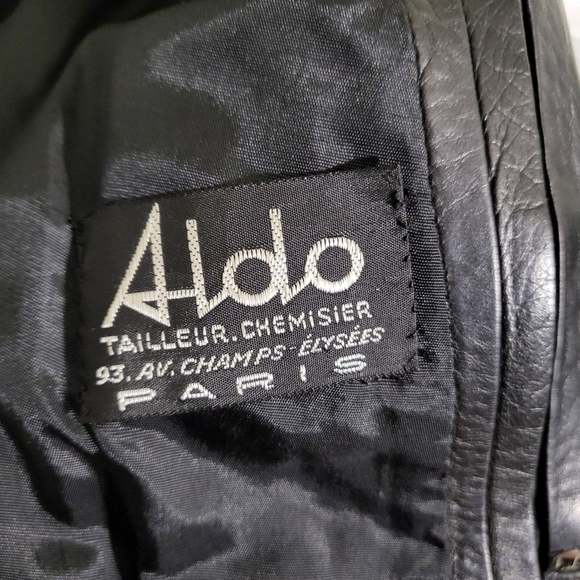 Aldo
TAILLEUR.CHEMISIER
93.AV.CHAMPS-ÉLYSÉES
PARIS